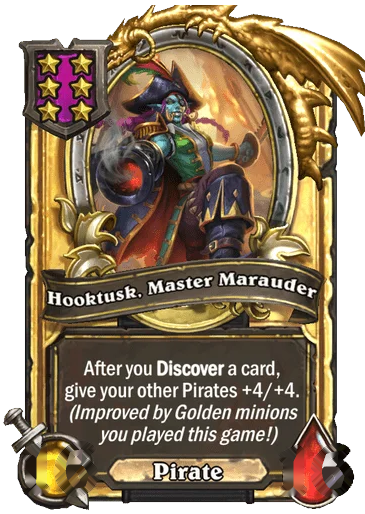 Hooktusk, Master Marauder
After you Discover a card,
give your other Pirates +4/+4.
(Improved by Golden minions
you played this game!)
Pirate